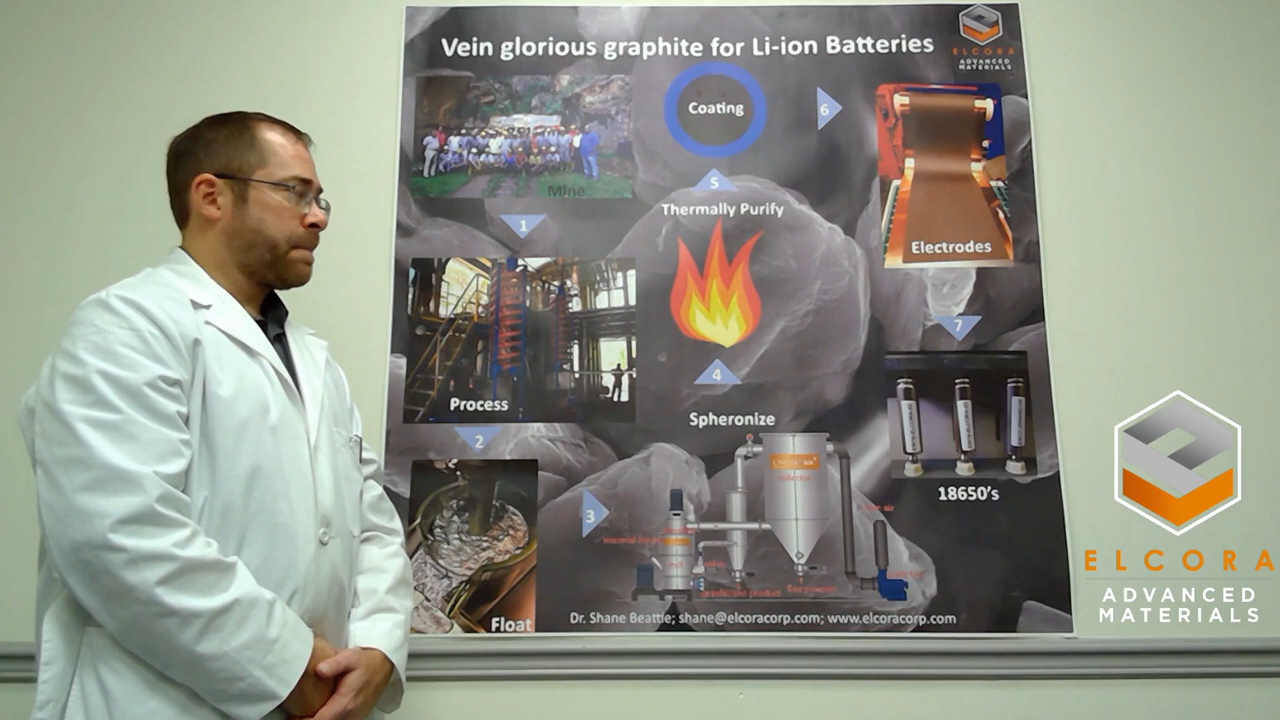 Vein glorious graphite for Li-ion Batteries
ELCORA
ADVANCED
MATERIALS
Mine
1
Process
2
Float
3
Spheronize
4
Thermally Purify
5
Coating
6
Electrodes
7
18650's
collector
Dr. Shane Beattie; shane@elcoracorp.com; www.elcoracorp.com
ELCORA
ADVANCED
MATERIALS